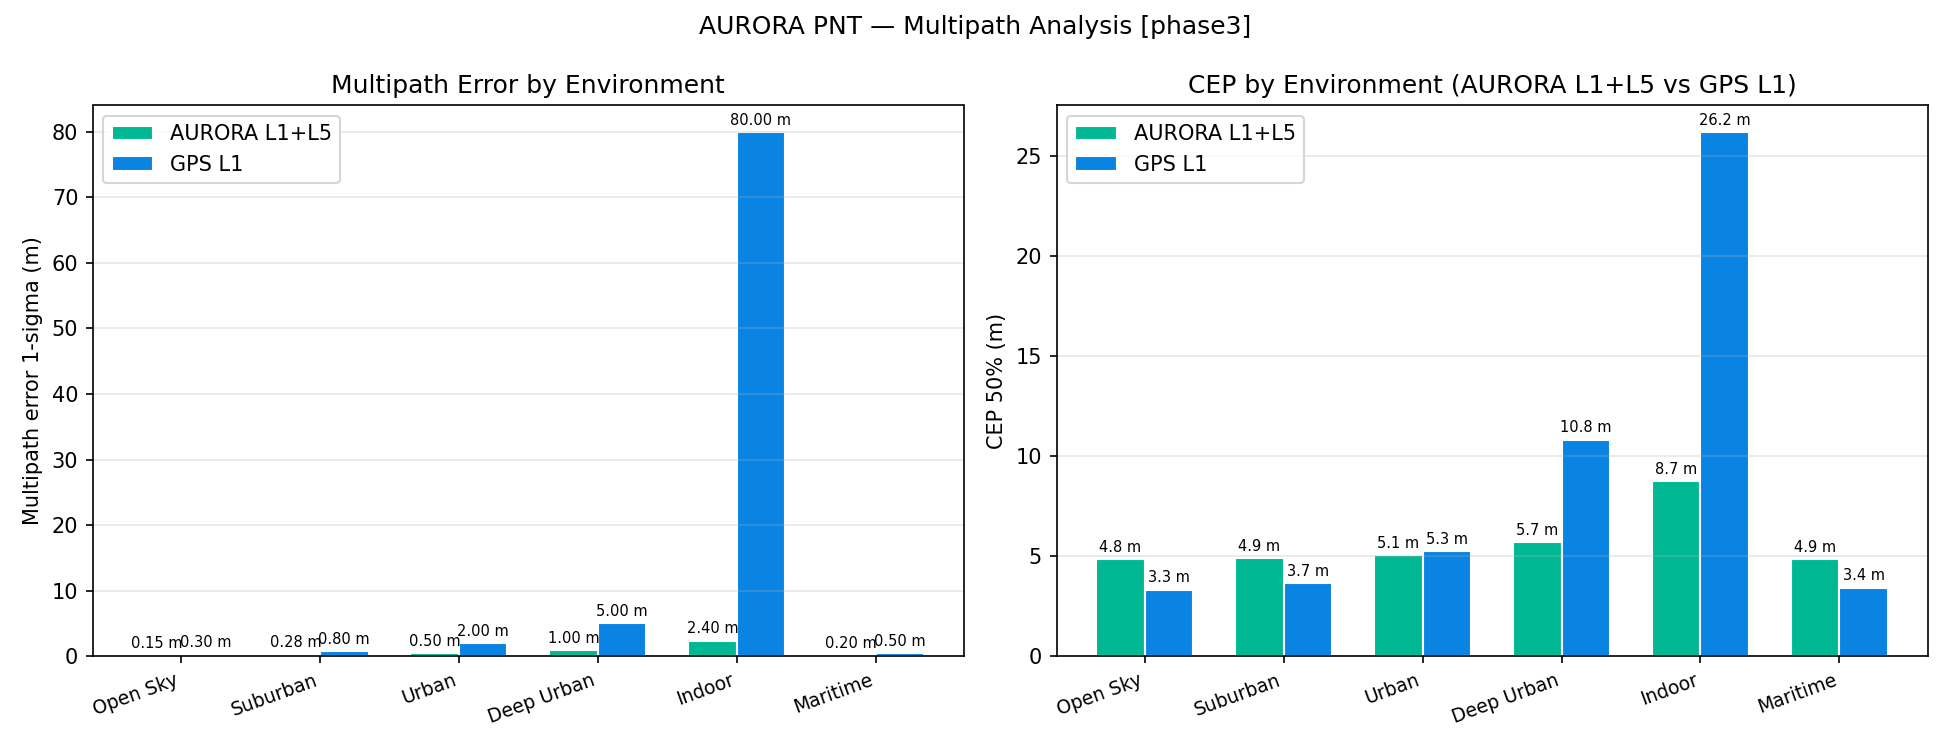 AURORA PNT — Multipath Analysis [phase3]
Multipath Error by Environment
AURORA L1+L5
GPS L1
Multipath error 1-sigma (m)
80
70
60
50
40
30
20
10
0
0.15 m
0.30 m
0.28 m
0.80 m
0.50 m
2.00 m
1.00 m
5.00 m
2.40 m
80.00 m
0.20 m
0.50 m
Open Sky
Suburban
Urban
Deep Urban
Indoor
Maritime
CEP by Environment (AURORA L1+L5 vs GPS L1)
AURORA L1+L5
GPS L1
CEP 50% (m)
25
20
15
10
5
0
4.8 m
3.3 m
4.9 m
3.7 m
5.1 m
5.3 m
5.7 m
10.8 m
8.7 m
26.2 m
4.9 m
3.4 m
Open Sky
Suburban
Urban
Deep Urban
Indoor
Maritime